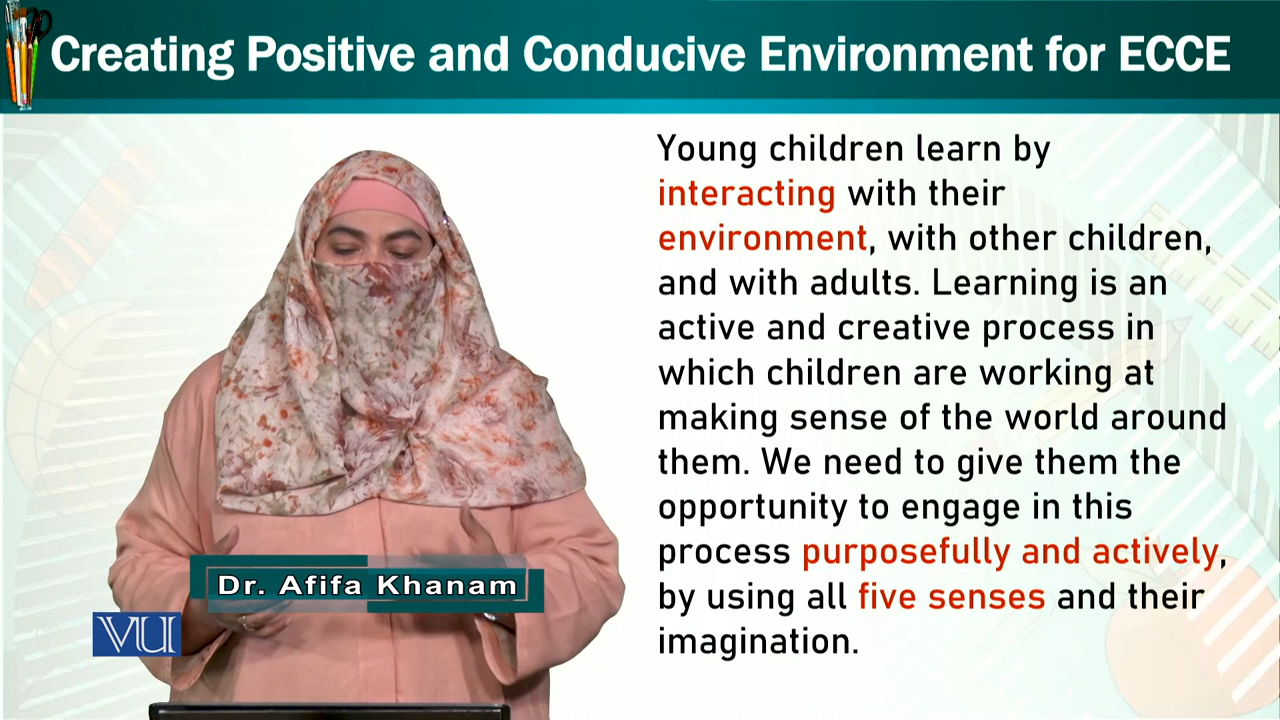 Creating Positive and Conducive Environment for ECCE
Young children learn by
interacting with their
environment, with other children,
and with adults. Learning is an
active and creative process in
which children are working at
making sense of the world around
them. We need to give them the
opportunity to engage in this
process purposefully and actively,
by using all five senses and their
imagination.
Dr. Afifa Khanam
VU